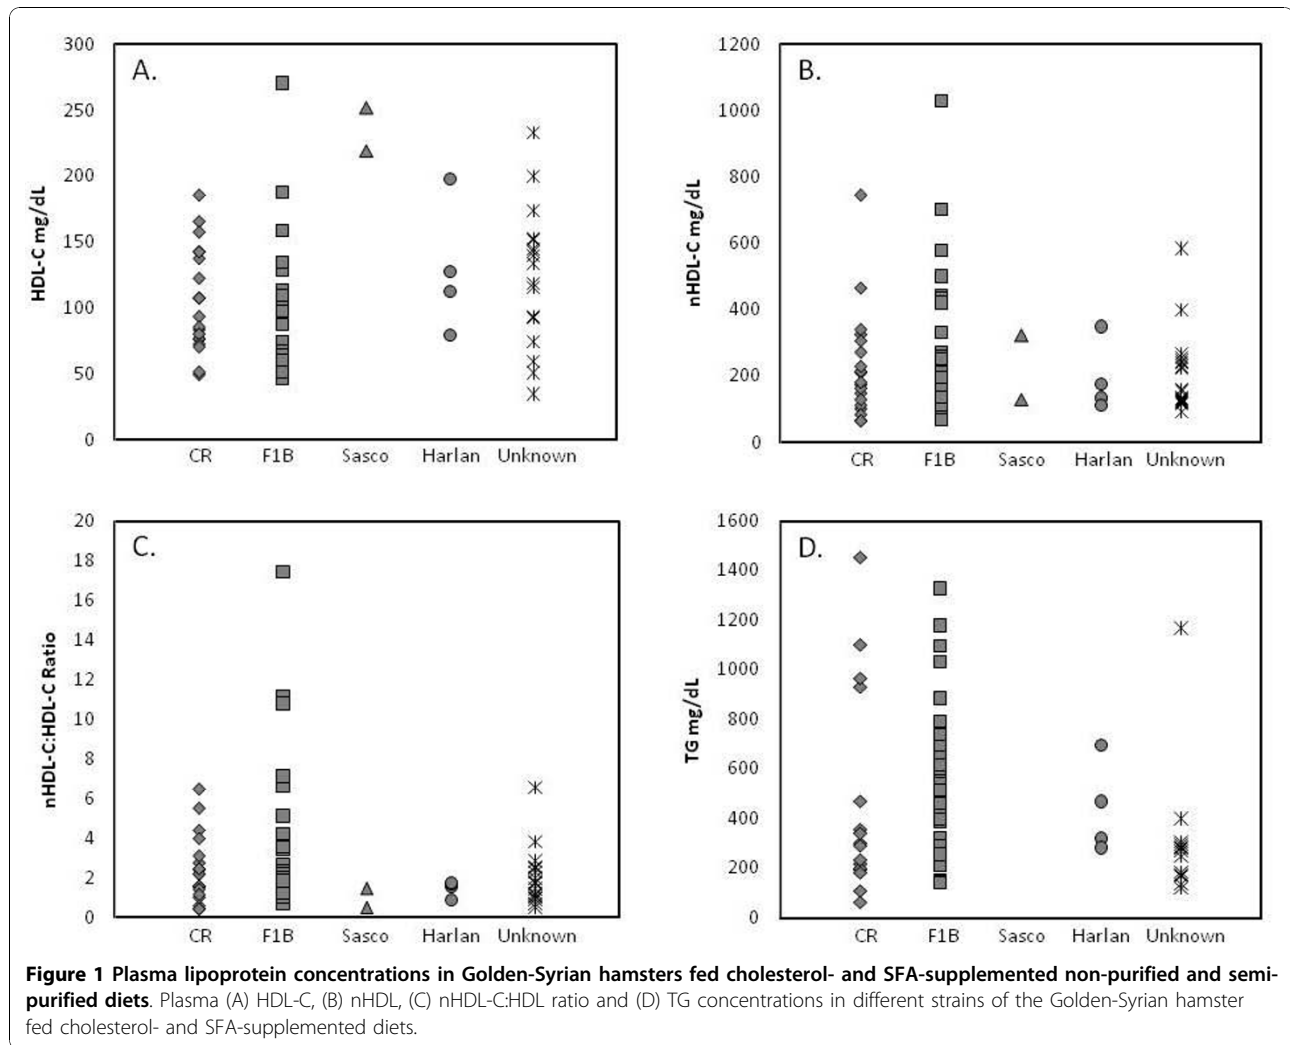 A.
300
250
200
150
100
50
0
HDL-C mg/dL
CR F1B Sasco Harlan Unknown
B.
1200
1000
800
600
400
200
0
nHDL-C mg/dL
CR F1B Sasco Harlan Unknown
C.
20
18
16
14
12
10
8
6
4
2
0
nHDL-C:HDL-C Ratio
CR F1B Sasco Harlan Unknown
D.
1600
1400
1200
1000
800
600
400
200
0
TG mg/dL
CR F1B Sasco Harlan Unknown
Figure 1 Plasma lipoprotein concentrations in Golden-Syrian hamsters fed cholesterol- and SFA-supplemented non-purified and semi-
purified diets. Plasma (A) HDL-C, (B) nHDL, (C) nHDL-C:HDL ratio and (D) TG concentrations in different strains of the Golden-Syrian hamster
fed cholesterol- and SFA-supplemented diets.